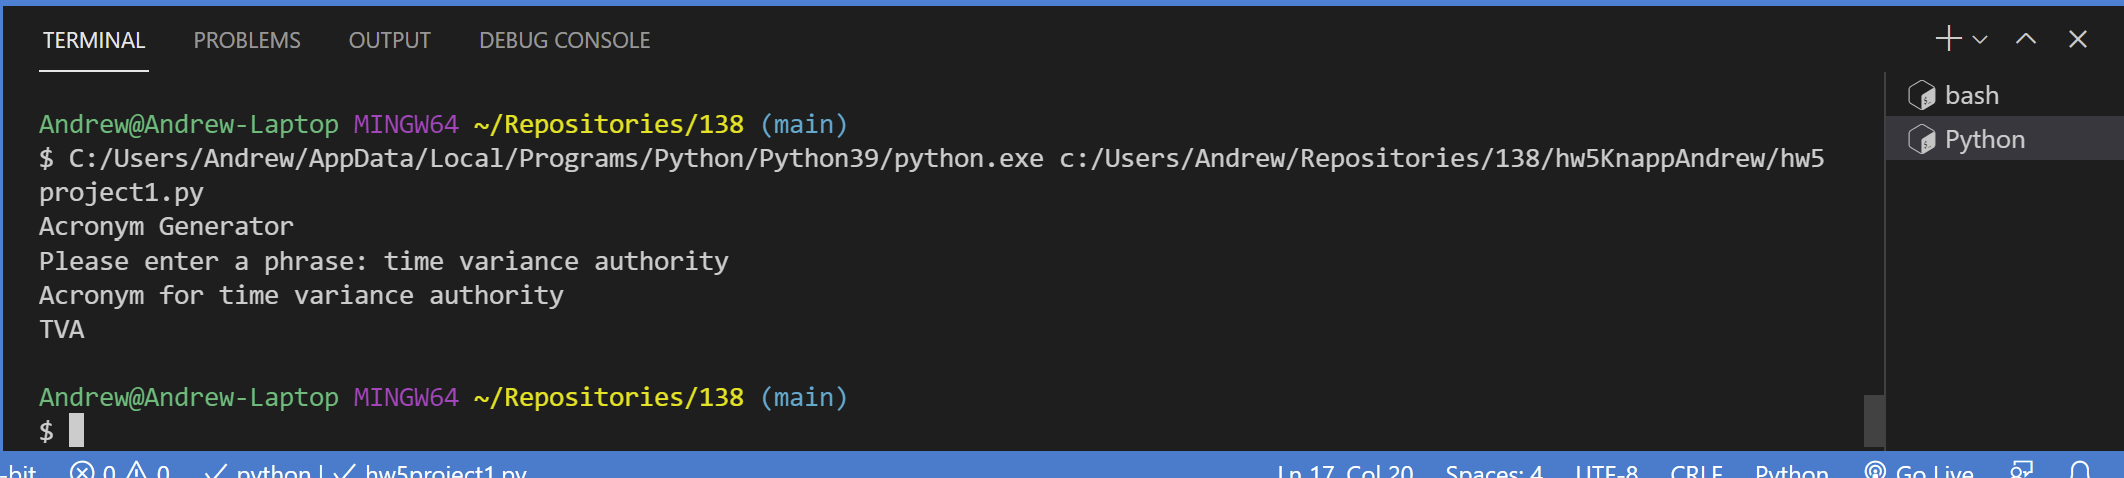 TERMINAL PROBLEMS OUTPUT DEBUG CONSOLE
bash
Python
Andrew@Andrew-Laptop MINGW64 ~/Repositories/138 (main)
$ C:/Users/Andrew/AppData/Local/Programs/Python/Python39/python.exe c:/Users/Andrew/Repositories/138/hw5KnappAndrew/hw5
project1.py
Acronym Generator
Please enter a phrase: time variance authority
Acronym for time variance authority
TVA
Andrew@Andrew-Laptop MINGW64 ~/Repositories/138 (main)
$
-bit 0 0 python | hw5project1.py Ln 17, Col 20 Spaces: 4 UTF-8 CRLF Python Go Live